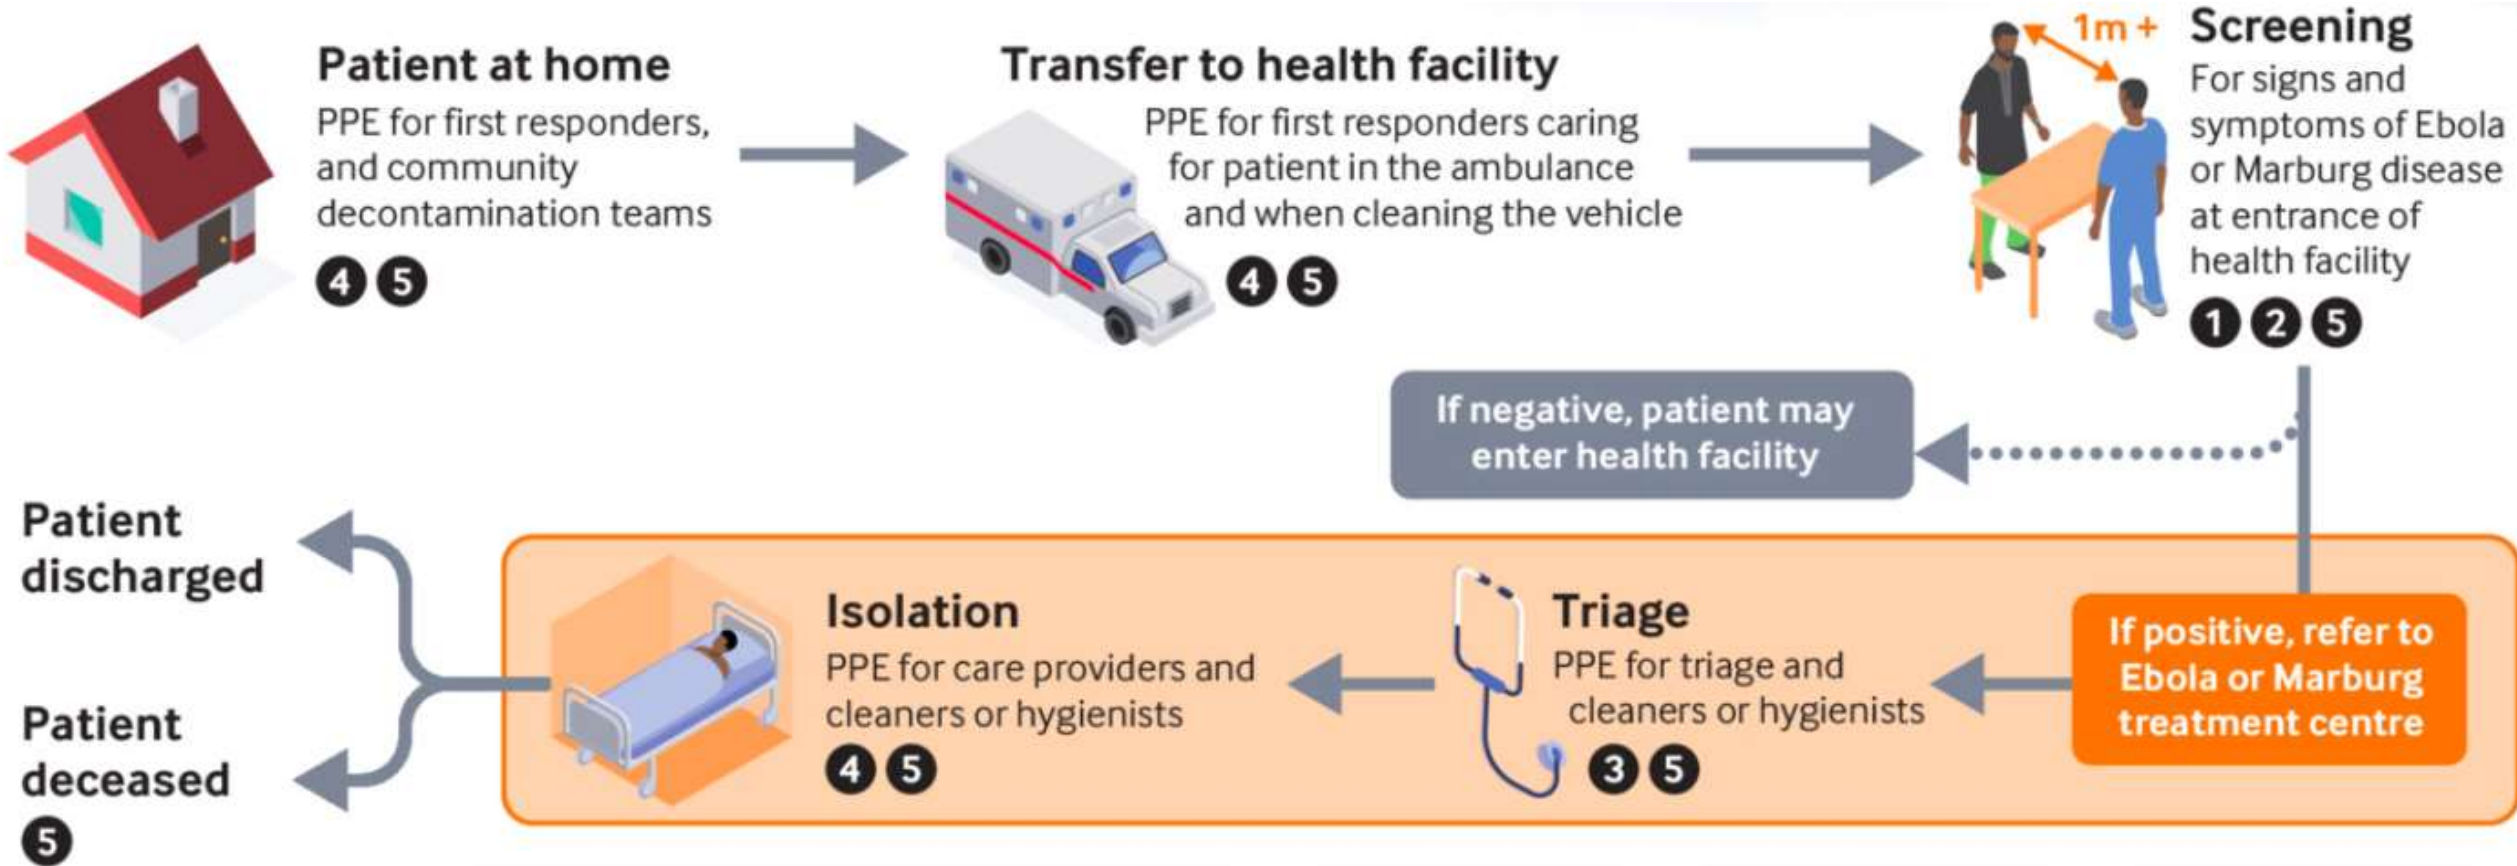 Patient at home
PPE for first responders,
and community
decontamination teams
4 5
Transfer to health facility
PPE for first responders caring
for patient in the ambulance
and when cleaning the vehicle
4 5
1m +
Screening
For signs and
symptoms of Ebola
or Marburg disease
at entrance of
health facility
1 2 5
If negative, patient may
enter health facility
If positive, refer to
Ebola or Marburg
treatment centre
Triage
PPE for triage and
cleaners or hygienists
3 5
Isolation
PPE for care providers and
cleaners or hygienists
4 5
Patient
discharged
Patient
deceased
5